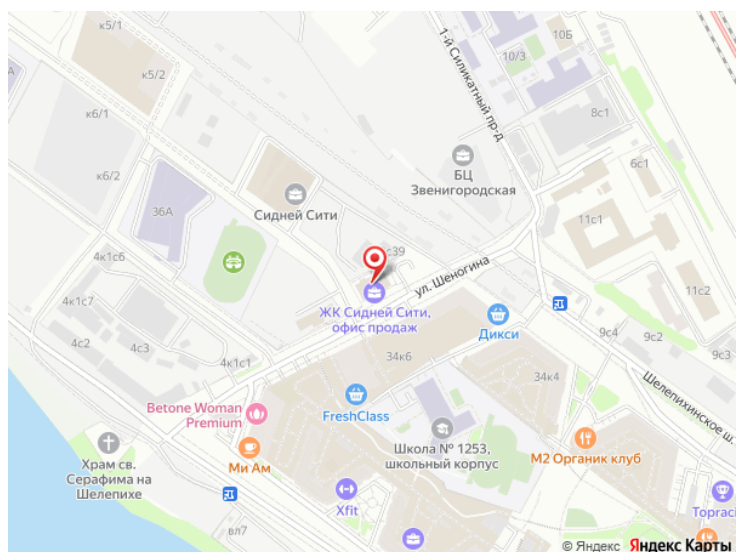 к5/1
10Б
1-й Силикатный пр-д
10/3
к5/2
8с1
к6/1
БЦ
Звенигородская
6с1
к6/2
Сидней Сити
36А
11с1
с39
4к1с6
ул. Шеногина
11с2
4к1с7
ЖК Сидней Сити,
офис продаж
Дикси
9с4
4с2
4с3
4к1с1
34к6
9с2
9с3
34к4
Шелепихинское ш.
Betone Woman
Premium
FreshClass
Школа № 1253,
школьный корпус
М2 Органик клуб
Храм св.
Серафима на
Шелепихе
Ми Ам
Xfit
Topraci
вл7
© Яндекс Яндекс Карты